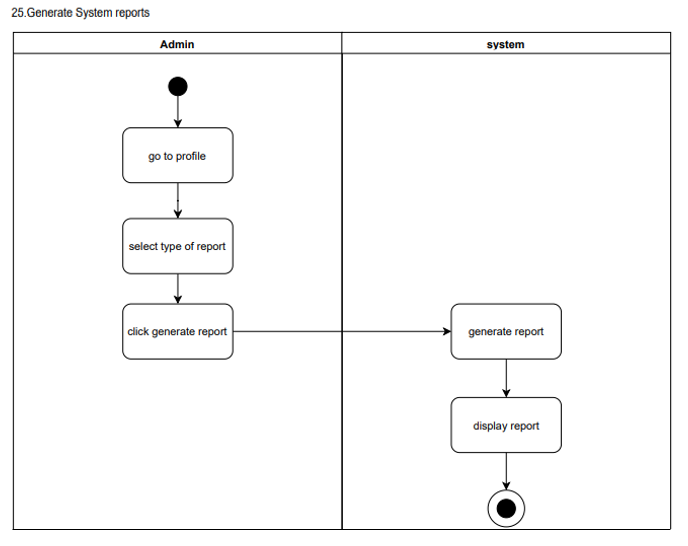 25.Generate System reports
Admin
system
go to profile
select type of report
click generate report
generate report
display report